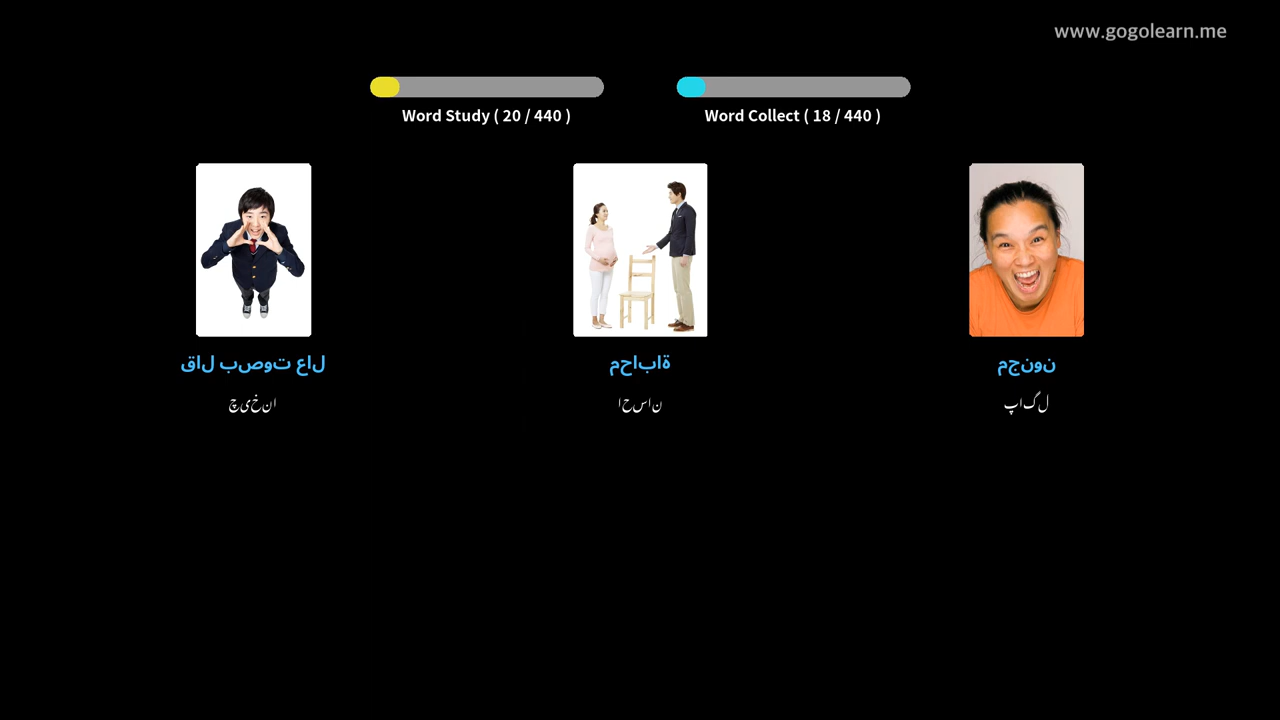 www.gogolearn.me
Word Study ( 20 / 440 )
Word Collect ( 18 / 440 )
قال بصوت عال
چیخنا
محاباة
احسان
مجنون
پاگل